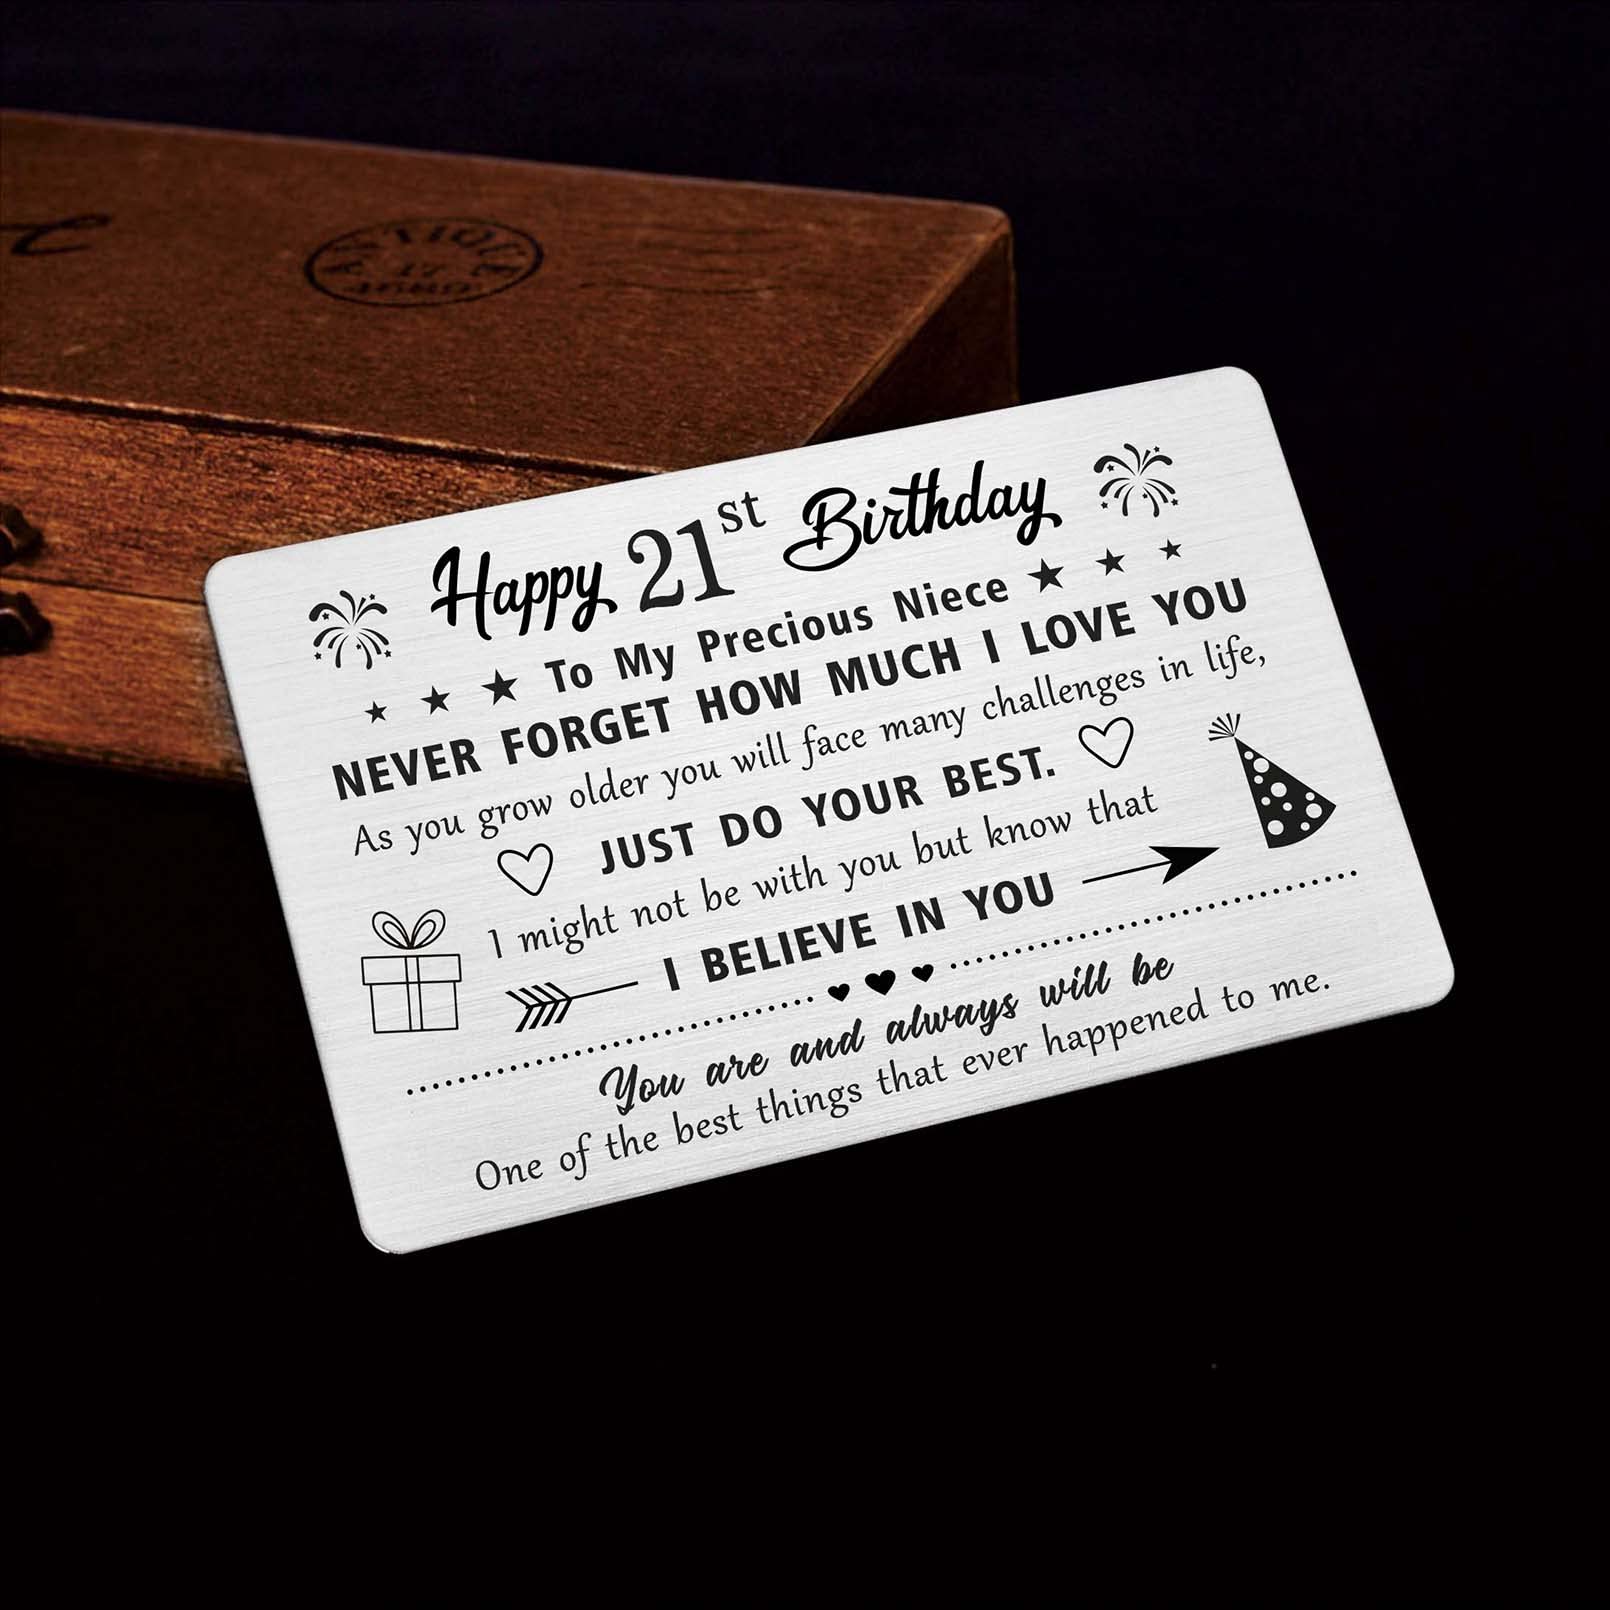 ANTIQUE
17
Happy 21st Birthday
To My Precious Niece
NEVER FORGET HOW MUCH I LOVE YOU
As you grow older you will face many challenges in life,
JUST DO YOUR BEST.
I might not be with you but know that
I BELIEVE IN YOU
You are and always will be
One of the best things that ever happened to me.